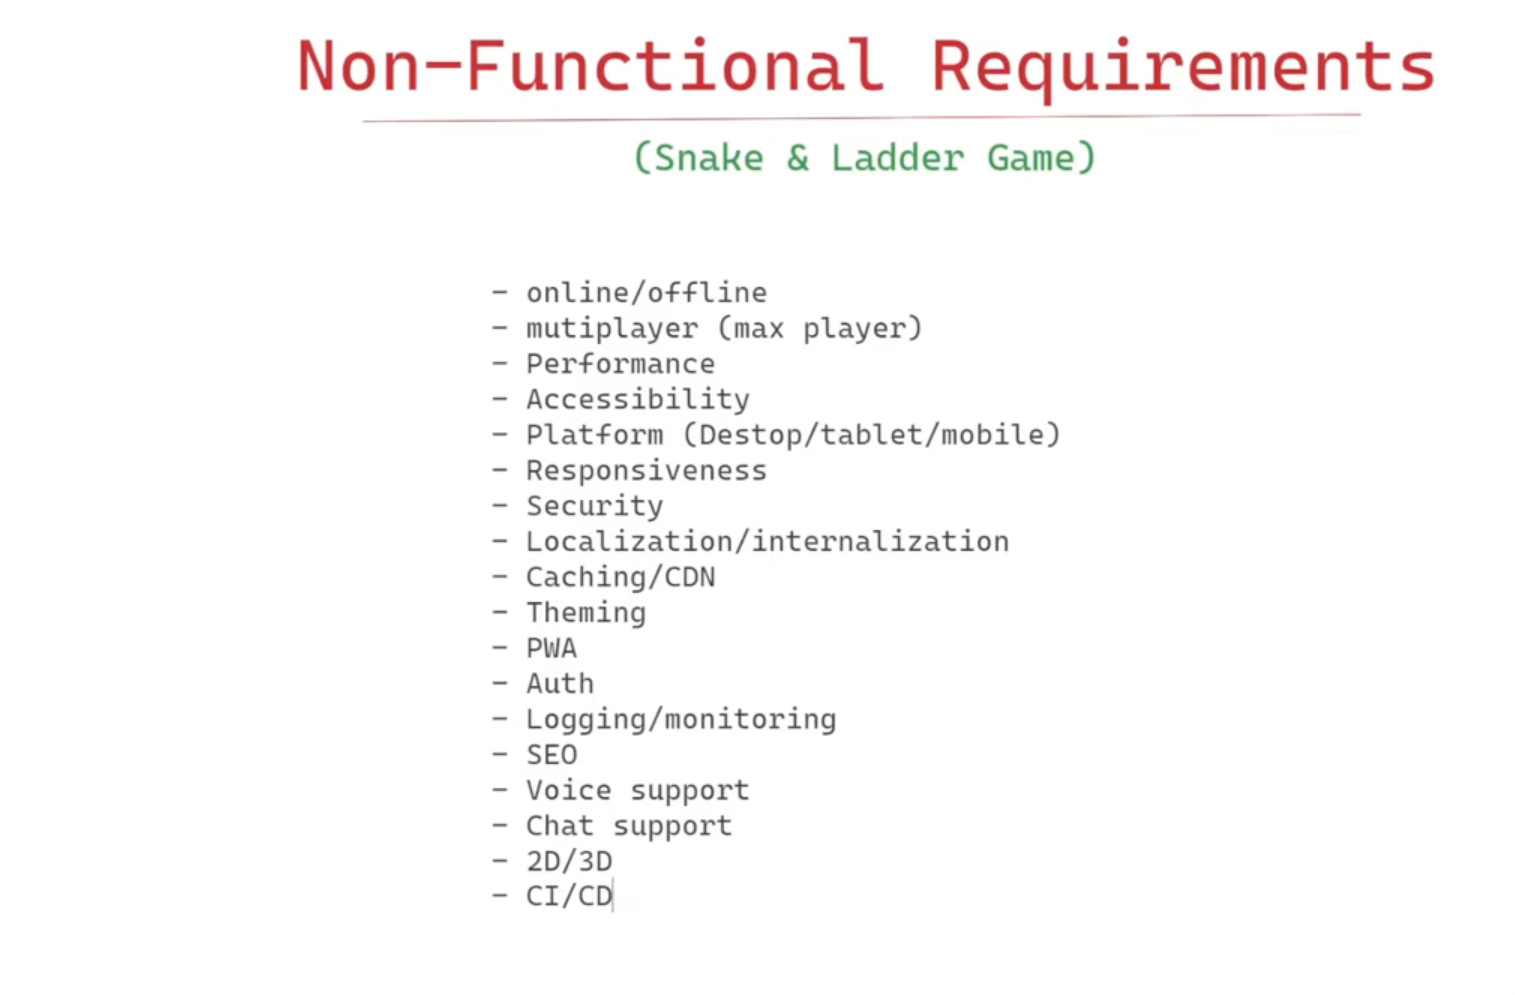 Non-Functional Requirements
(Snake & Ladder Game)
- online/offline
- mutiplayer (max player)
- Performance
- Accessibility
- Platform (Destop/tablet/mobile)
- Responsiveness
- Security
- Localization/internalization
- Caching/CDN
- Theming
- PWA
- Auth
- Logging/monitoring
- SEO
- Voice support
- Chat support
- 2D/3D
- CI/CD